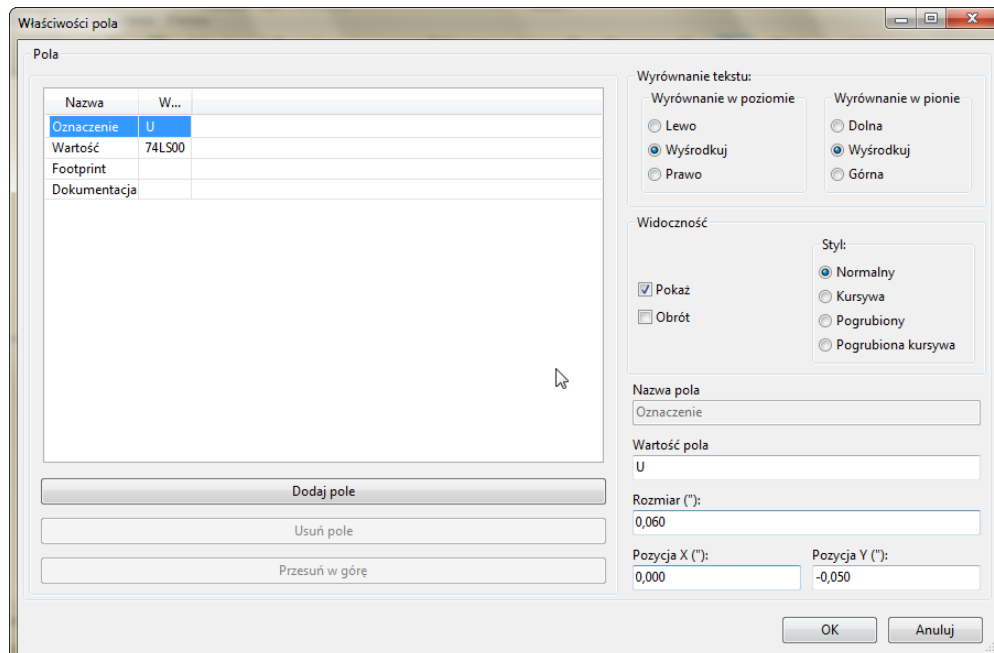 Właściwości pola
Pola
Nazwa W...
Oznaczenie U
Wartość 74LS00
Footprint
Dokumentacja
Dodaj pole
Usuń pole
Przesuń w górę
Wyrównanie tekstu:
Wyrównanie w poziomie
Lewo
Wyśrodkuj
Prawo
Wyrównanie w pionie
Dolna
Wyśrodkuj
Górna
Widoczność
Pokaż
Obrót
Styl:
Normalny
Kursywa
Pogrubiony
Pogrubiona kursywa
Nazwa pola
Oznaczenie
Wartość pola
U
Rozmiar ("):
0,060
Pozycja X ("): Pozycja Y ("):
0,000 -0,050
OK Anuluj